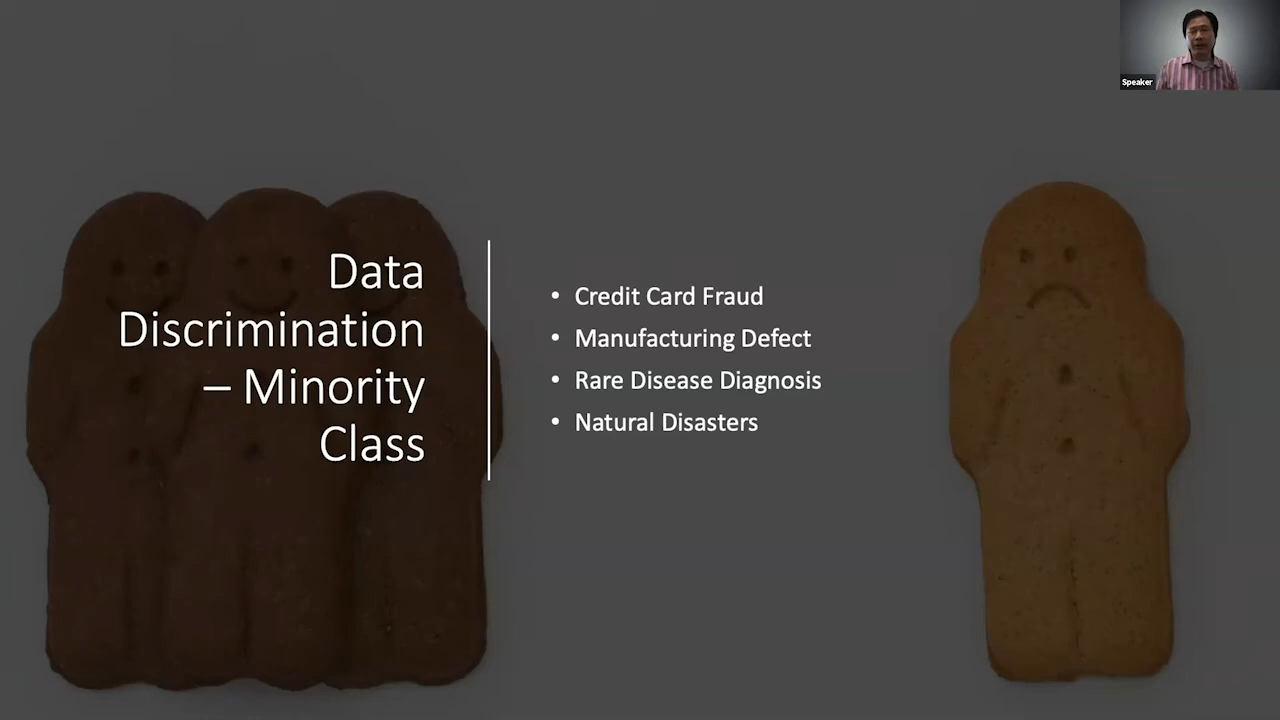 Speaker
Data
Discrimination
– Minority
Class
• Credit Card Fraud
• Manufacturing Defect
• Rare Disease Diagnosis
• Natural Disasters